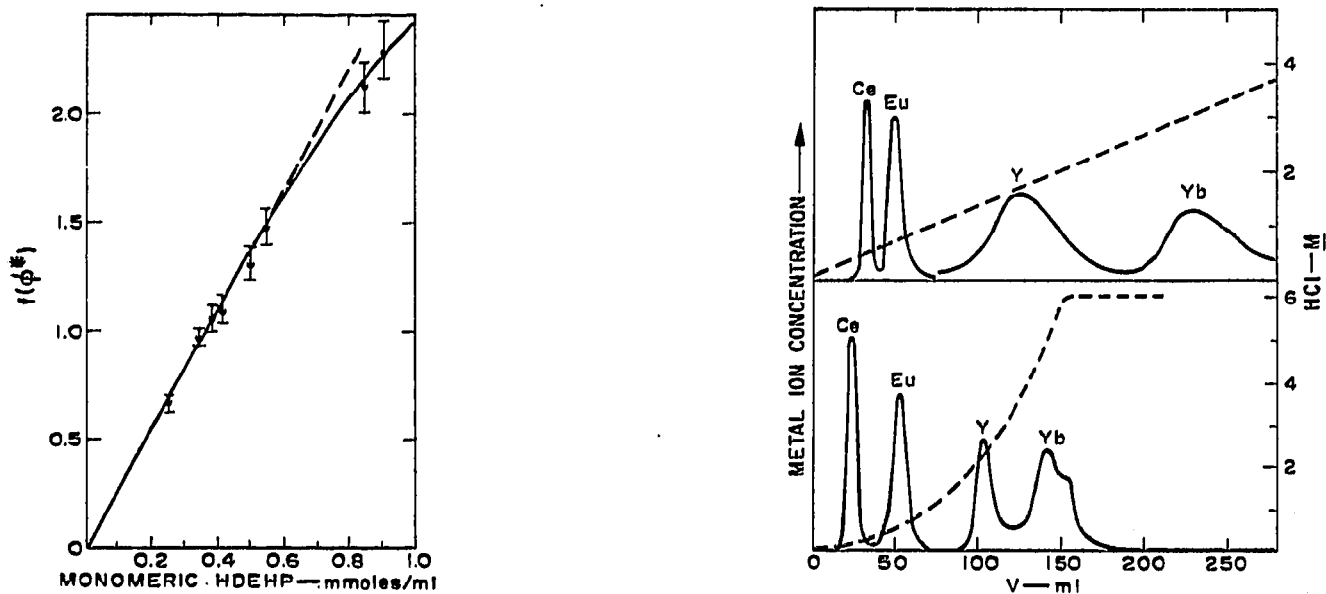 2.0
1.5
1.0
0.5
0
f(ϕ*)
0.2 0.4 0.6 0.8 1.0
MONOMERIC HDEHP—mmoles/ml
METAL ION CONCENTRATION
Ce
Eu
Y
Yb
4
2
HCl—M
Ce
Eu
Y
Yb
6
4
2
0 50 100 150 200 250
V—ml